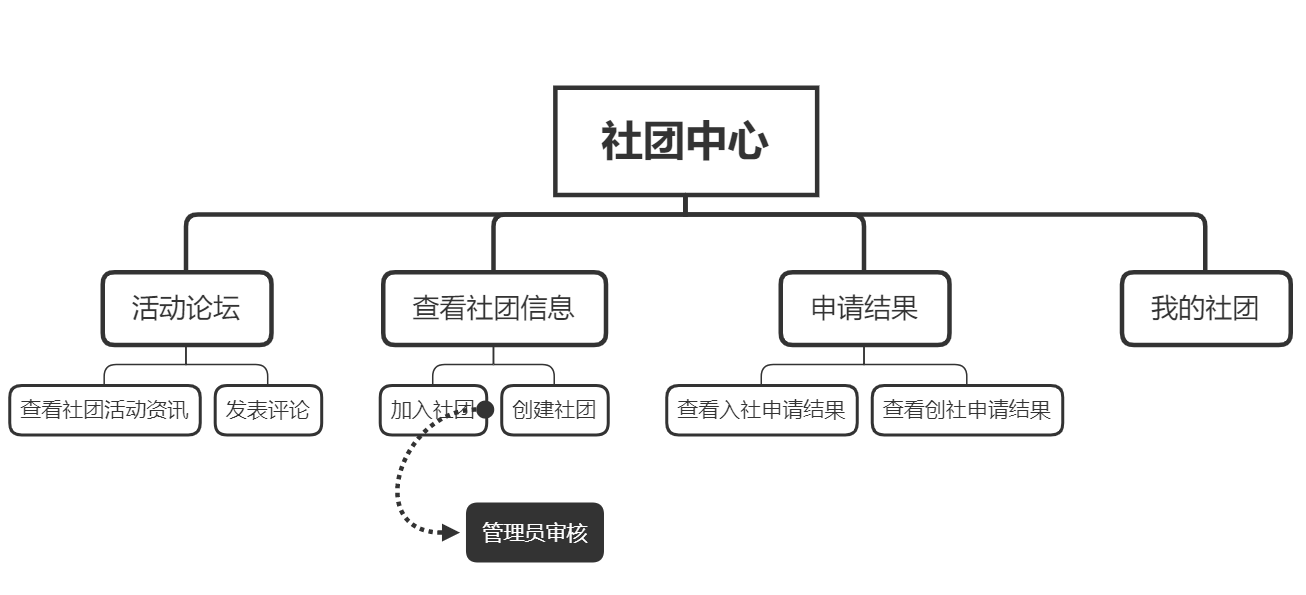 社团中心
活动论坛
查看社团信息
申请结果
我的社团
查看社团活动资讯
发表评论
加入社团
创建社团
查看入社申请结果
查看创社申请结果
管理员审核